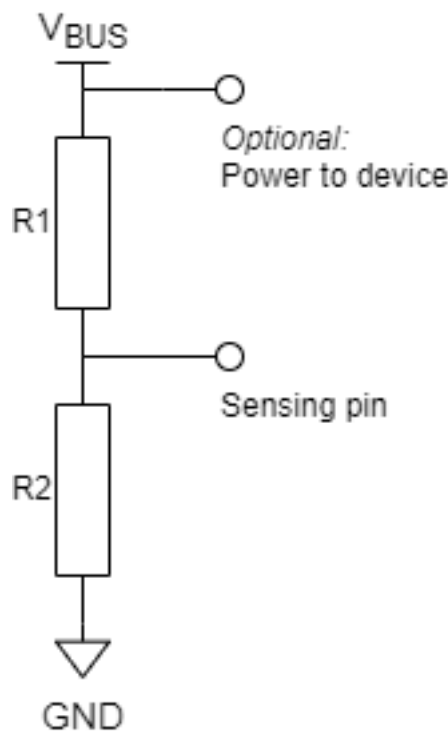 VBUS
Optional:
Power to device
R1
Sensing pin
R2
GND